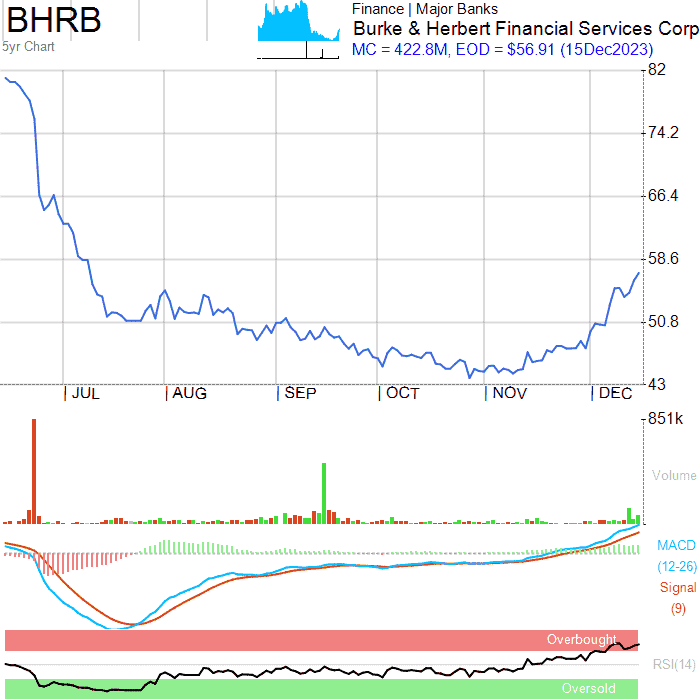 BHRB
5yr Chart
Finance | Major Banks
Burke & Herbert Financial Services Corp
MC = 422.8M, EOD = $56.91 (15Dec2023)
82
74.2
66.4
58.6
50.8
43
JUL
AUG
SEP
OCT
NOV
DEC
851k
Volume
MACD
(12-26)
Signal
(9)
Overbought
RSI(14)
Oversold